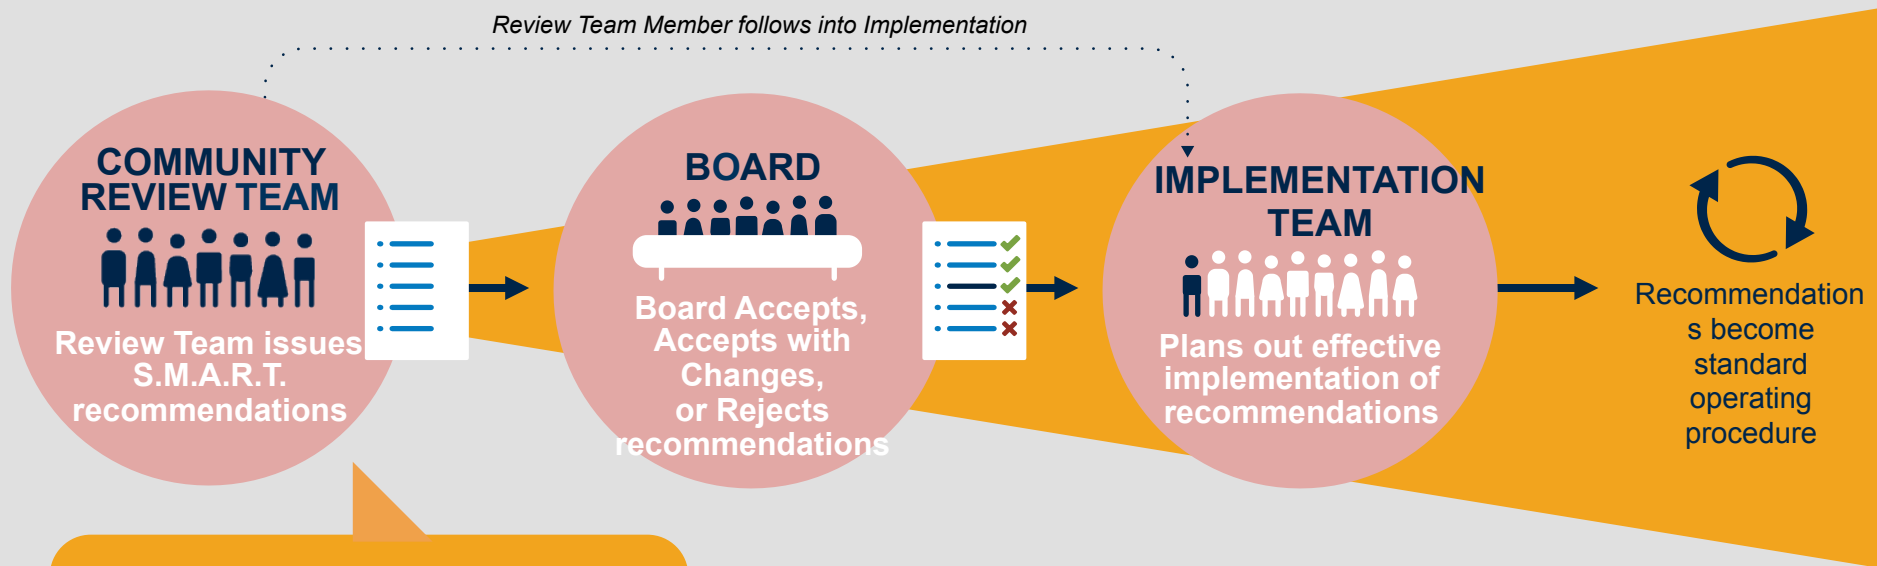 Review Team Member follows into Implementation
COMMUNITY
REVIEW TEAM
Review Team issues
S.M.A.R.T.
recommendations
BOARD
Board Accepts,
Accepts with
Changes,
or Rejects
recommendations
IMPLEMENTATION
TEAM
Plans out effective
implementation of
recommendations
Recommendation
s become
standard
operating
procedure